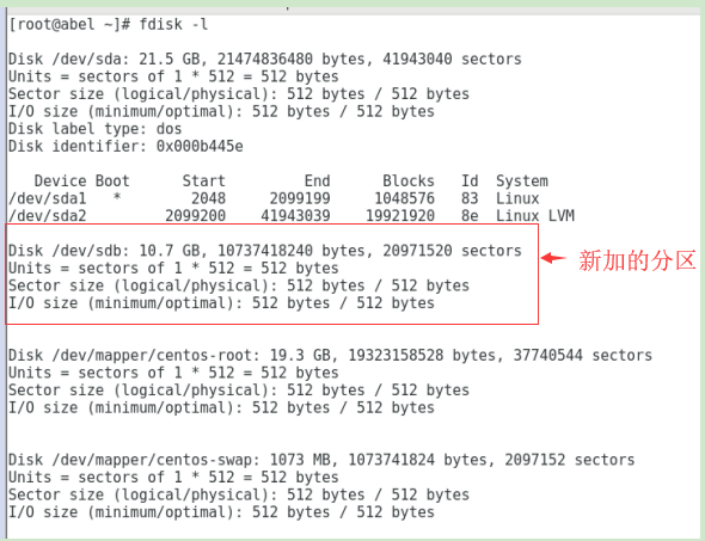 [root@abel ~]# fdisk -l
Disk /dev/sda: 21.5 GB, 21474836480 bytes, 41943040 sectors
Units = sectors of 1 * 512 = 512 bytes
Sector size (logical/physical): 512 bytes / 512 bytes
I/O size (minimum/optimal): 512 bytes / 512 bytes
Disk label type: dos
Disk identifier: 0x000b445e
Device Boot Start End Blocks Id System
/dev/sda1 * 2048 2099199 1048576 83 Linux
/dev/sda2 2099200 41943039 19921920 8e Linux LVM
Disk /dev/sdb: 10.7 GB, 10737418240 bytes, 20971520 sectors
Units = sectors of 1 * 512 = 512 bytes
新加的分区
Sector size (logical/physical): 512 bytes / 512 bytes
I/O size (minimum/optimal): 512 bytes / 512 bytes
Disk /dev/mapper/centos-root: 19.3 GB, 19323158528 bytes, 37740544 sectors
Units = sectors of 1 * 512 = 512 bytes
Sector size (logical/physical): 512 bytes / 512 bytes
I/O size (minimum/optimal): 512 bytes / 512 bytes
Disk /dev/mapper/centos-swap: 1073 MB, 1073741824 bytes, 2097152 sectors
Units = sectors of 1 * 512 = 512 bytes
Sector size (logical/physical): 512 bytes / 512 bytes
I/O size (minimum/optimal): 512 bytes / 512 bytes